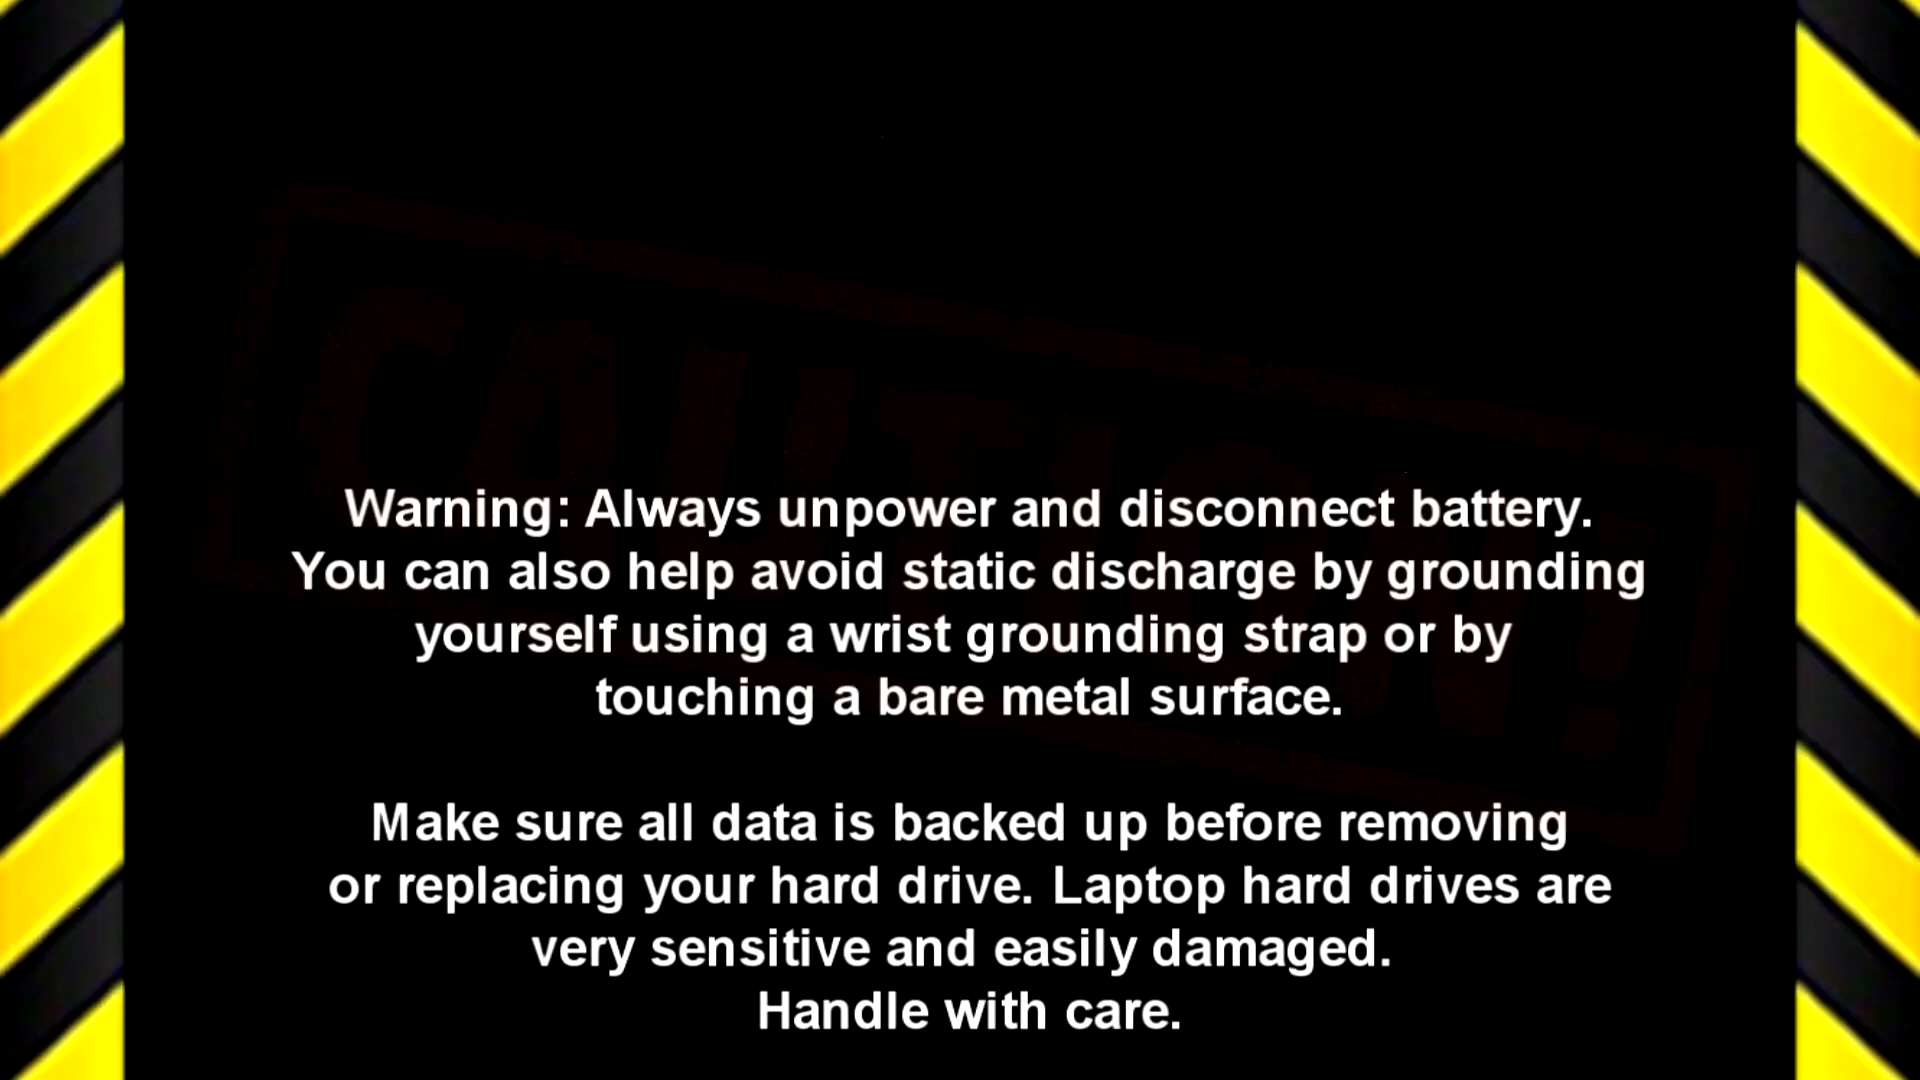 CAUTION!
Warning: Always unpower and disconnect battery.
You can also help avoid static discharge by grounding
yourself using a wrist grounding strap or by
touching a bare metal surface.
Make sure all data is backed up before removing
or replacing your hard drive. Laptop hard drives are
very sensitive and easily damaged.
Handle with care.